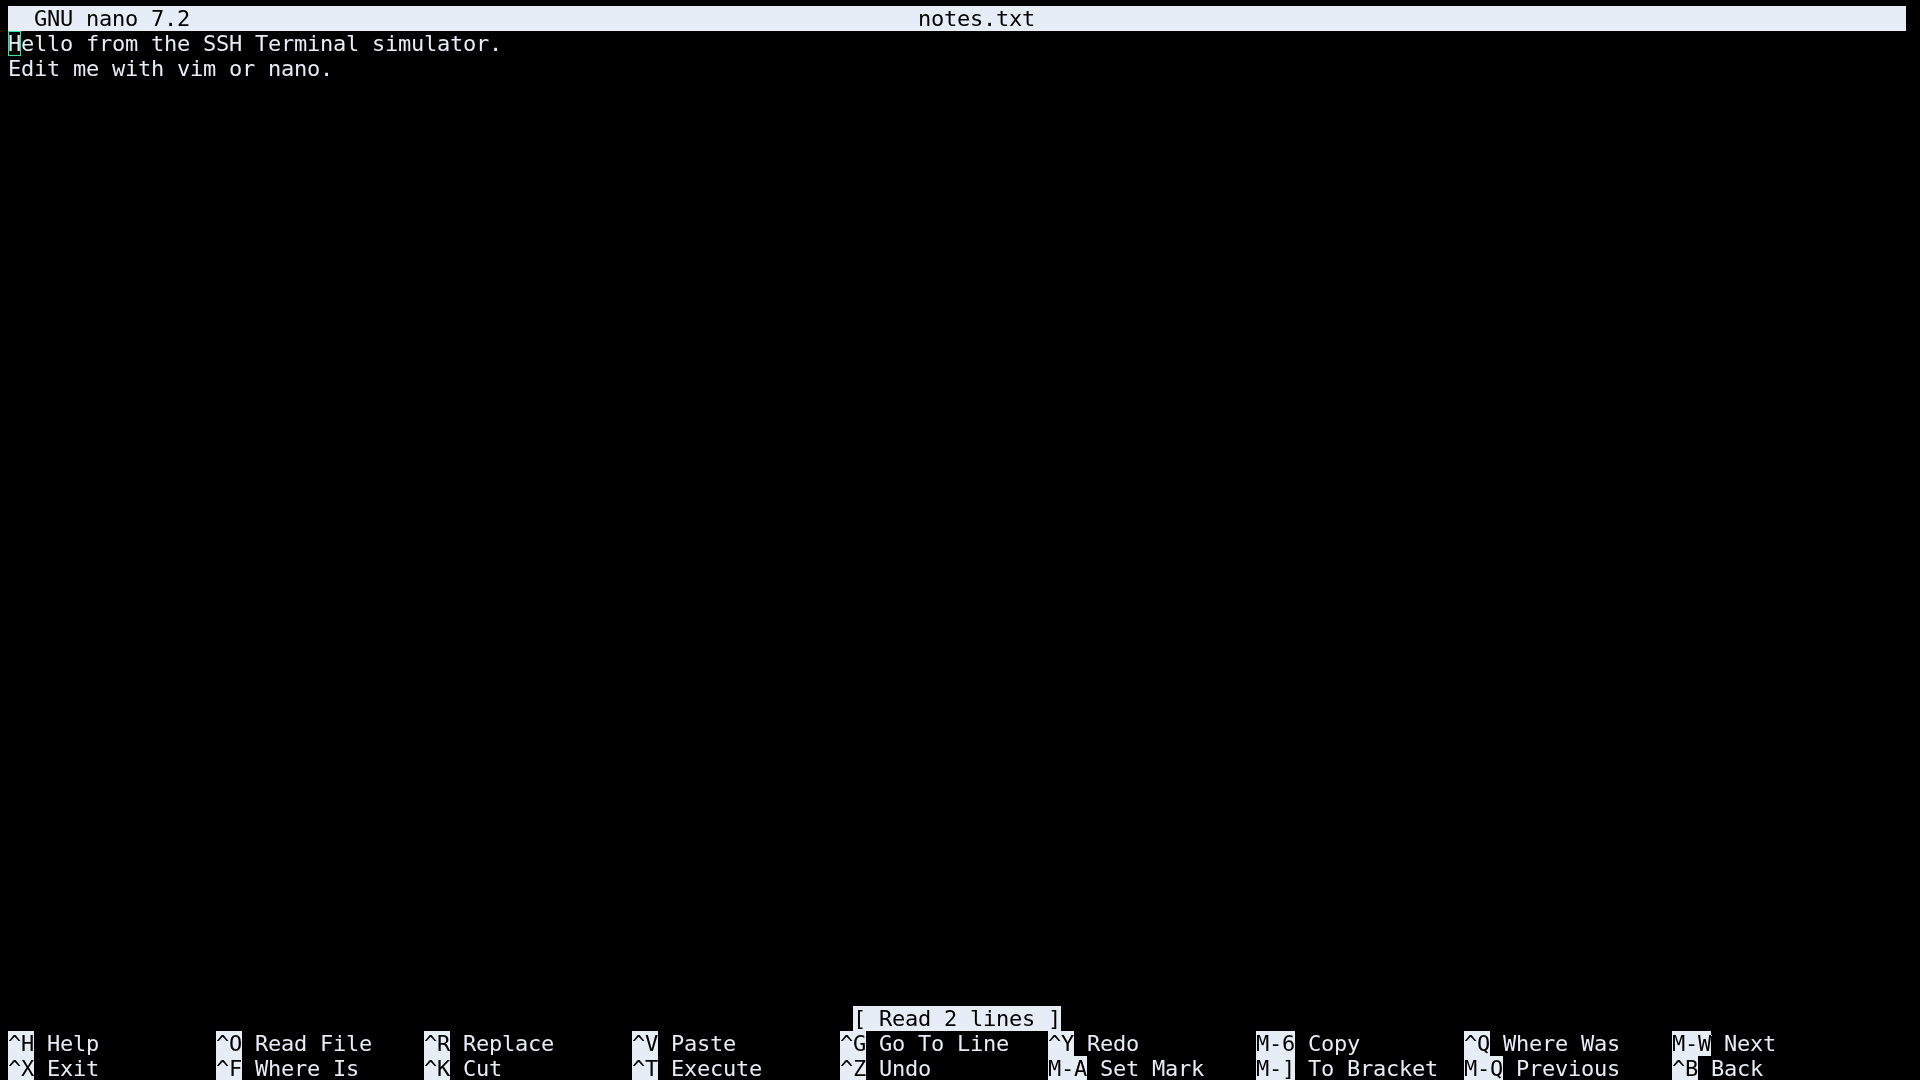 GNU nano 7.2 notes.txt
Hello from the SSH Terminal simulator.
Edit me with vim or nano.
[ Read 2 lines ]
^H Help ^O Read File ^R Replace ^V Paste ^G Go To Line ^Y Redo M-6 Copy ^Q Where Was M-W Next
^X Exit ^F Where Is ^K Cut ^T Execute ^Z Undo M-A Set Mark M-] To Bracket M-Q Previous ^B Back